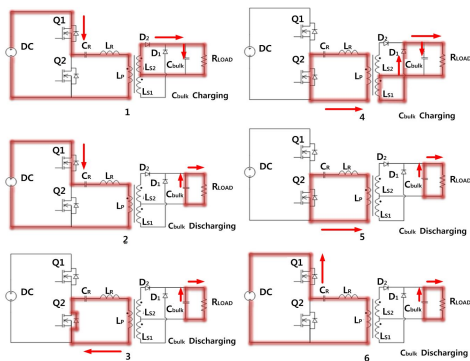 Q1
D2
DC
CR LR
D1
RLOAD
Q2
LP
LS2
Cbulk
LS1
1
Cbulk Charging
Q1
D2
DC
CR LR
D1
RLOAD
Q2
LP
LS2
Cbulk
LS1
4
Cbulk Charging
Q1
D2
DC
CR LR
D1
RLOAD
Q2
LP
LS2
Cbulk
LS1
2
Cbulk Discharging
Q1
D2
DC
CR LR
D1
RLOAD
Q2
LP
LS2
Cbulk
LS1
5
Cbulk Discharging
Q1
D2
DC
CR LR
D1
RLOAD
Q2
LP
LS2
Cbulk
LS1
3
Cbulk Discharging
Q1
D2
DC
CR LR
D1
RLOAD
Q2
LP
LS2
Cbulk
LS1
6
Cbulk Discharging